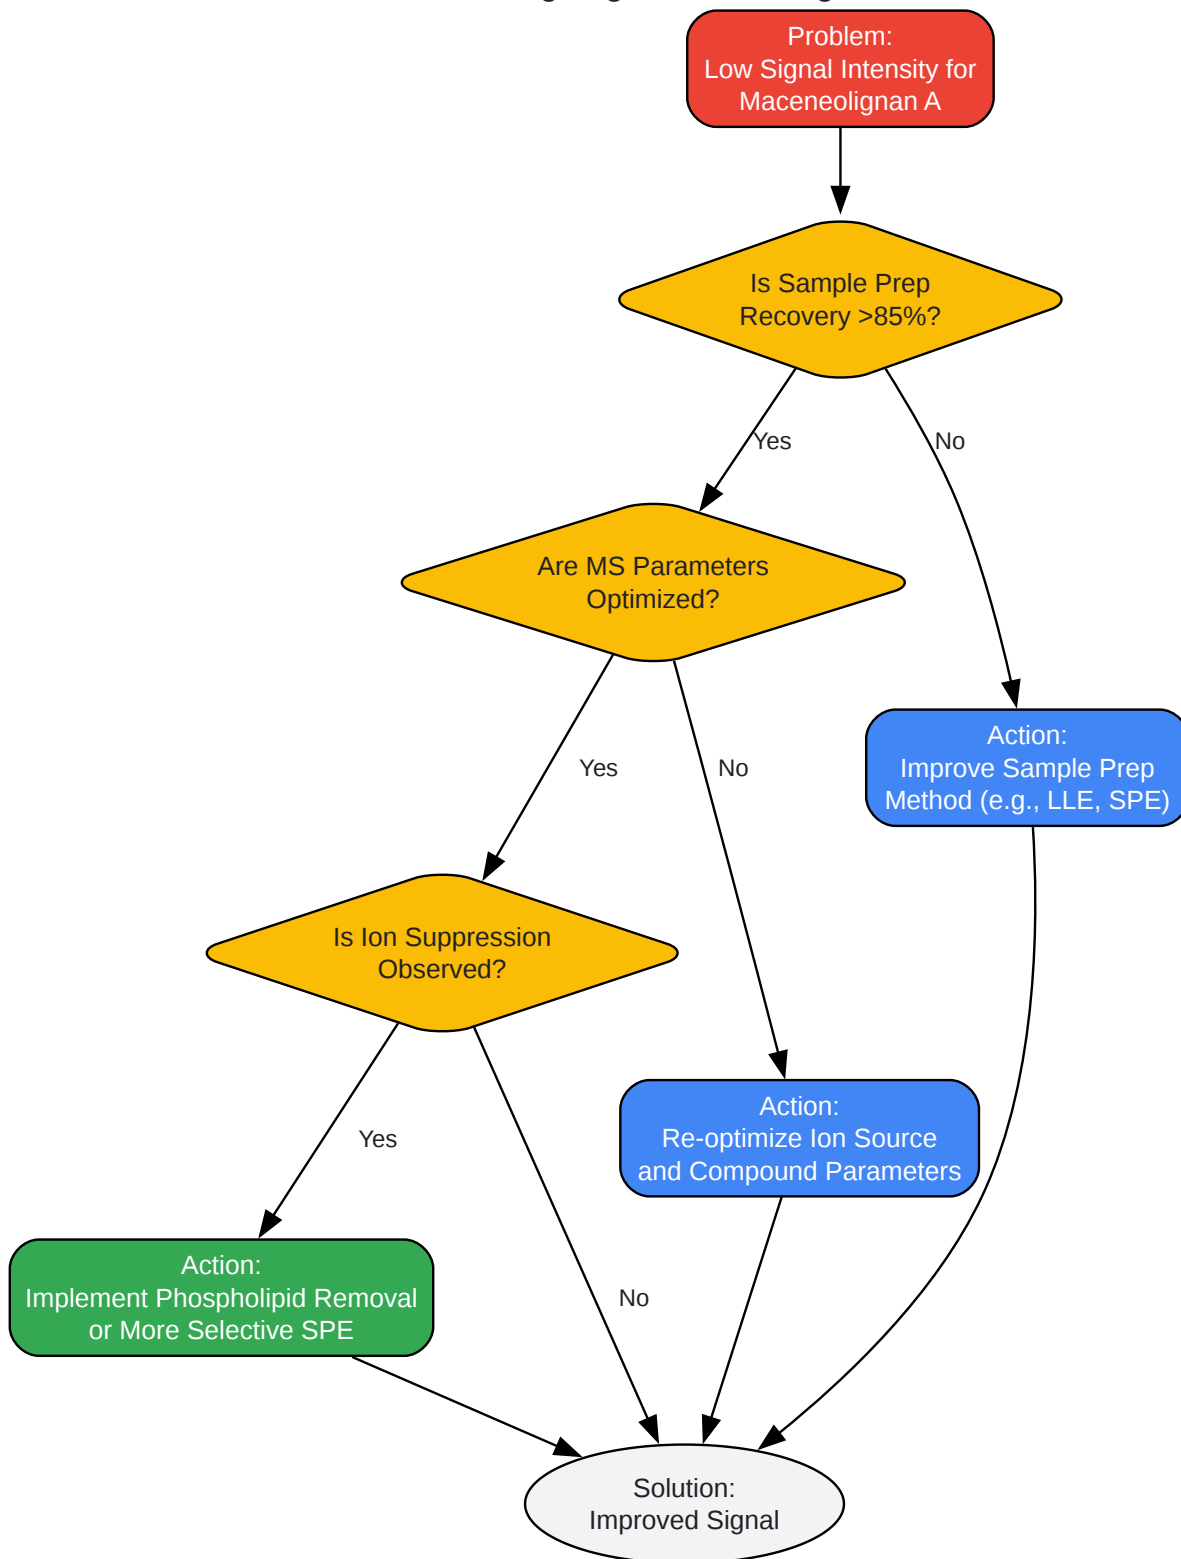 Problem:
Low Signal Intensity for
Maceneolignan A
Is Sample Prep
Recovery >85%?
Yes
No
Are MS Parameters
Optimized?
Yes
No
Action:
Improve Sample Prep
Method (e.g., LLE, SPE)
Is Ion Suppression
Observed?
Yes
No
Action:
Re-optimize Ion Source
and Compound Parameters
Action:
Implement Phospholipid Removal
or More Selective SPE
Solution:
Improved Signal